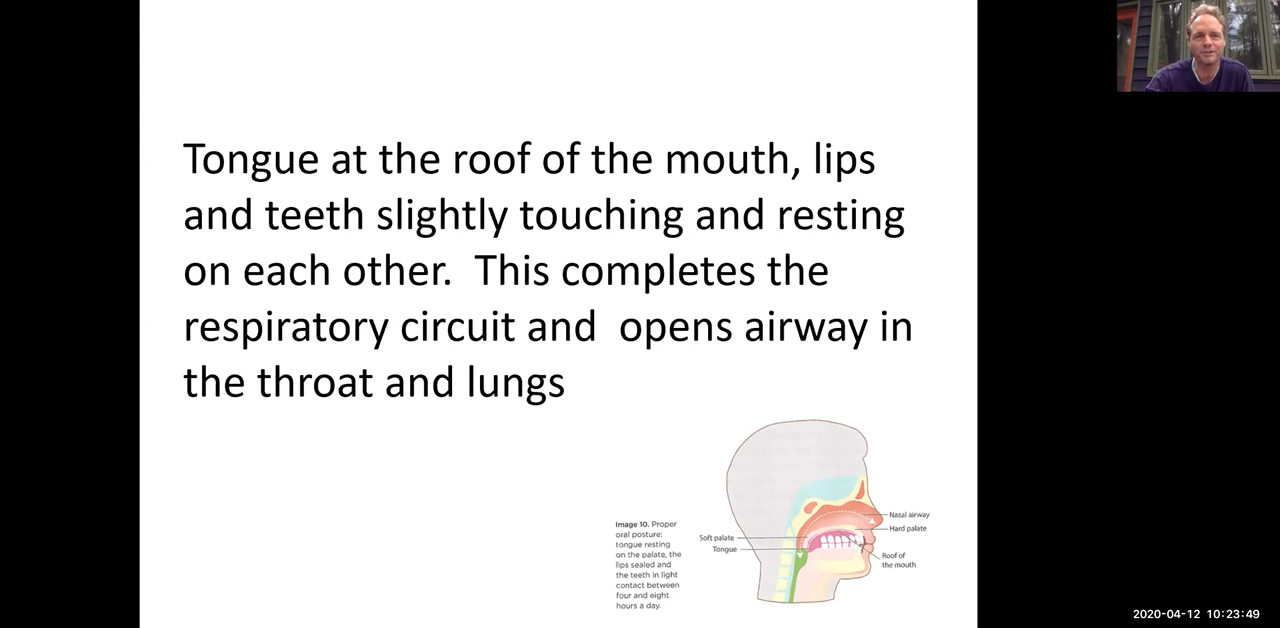 Tongue at the roof of the mouth, lips
and teeth slightly touching and resting
on each other.  This completes the
respiratory circuit and  opens airway in
the throat and lungs
Image 10. Proper
oral posture:
tongue resting
on the palate, the
lips sealed and
the teeth in light
contact between
four and eight
hours a day.
Soft palate
Tongue
Nasal airway
Hard palate
Roof of
the mouth
2020-04-12 10:23:49